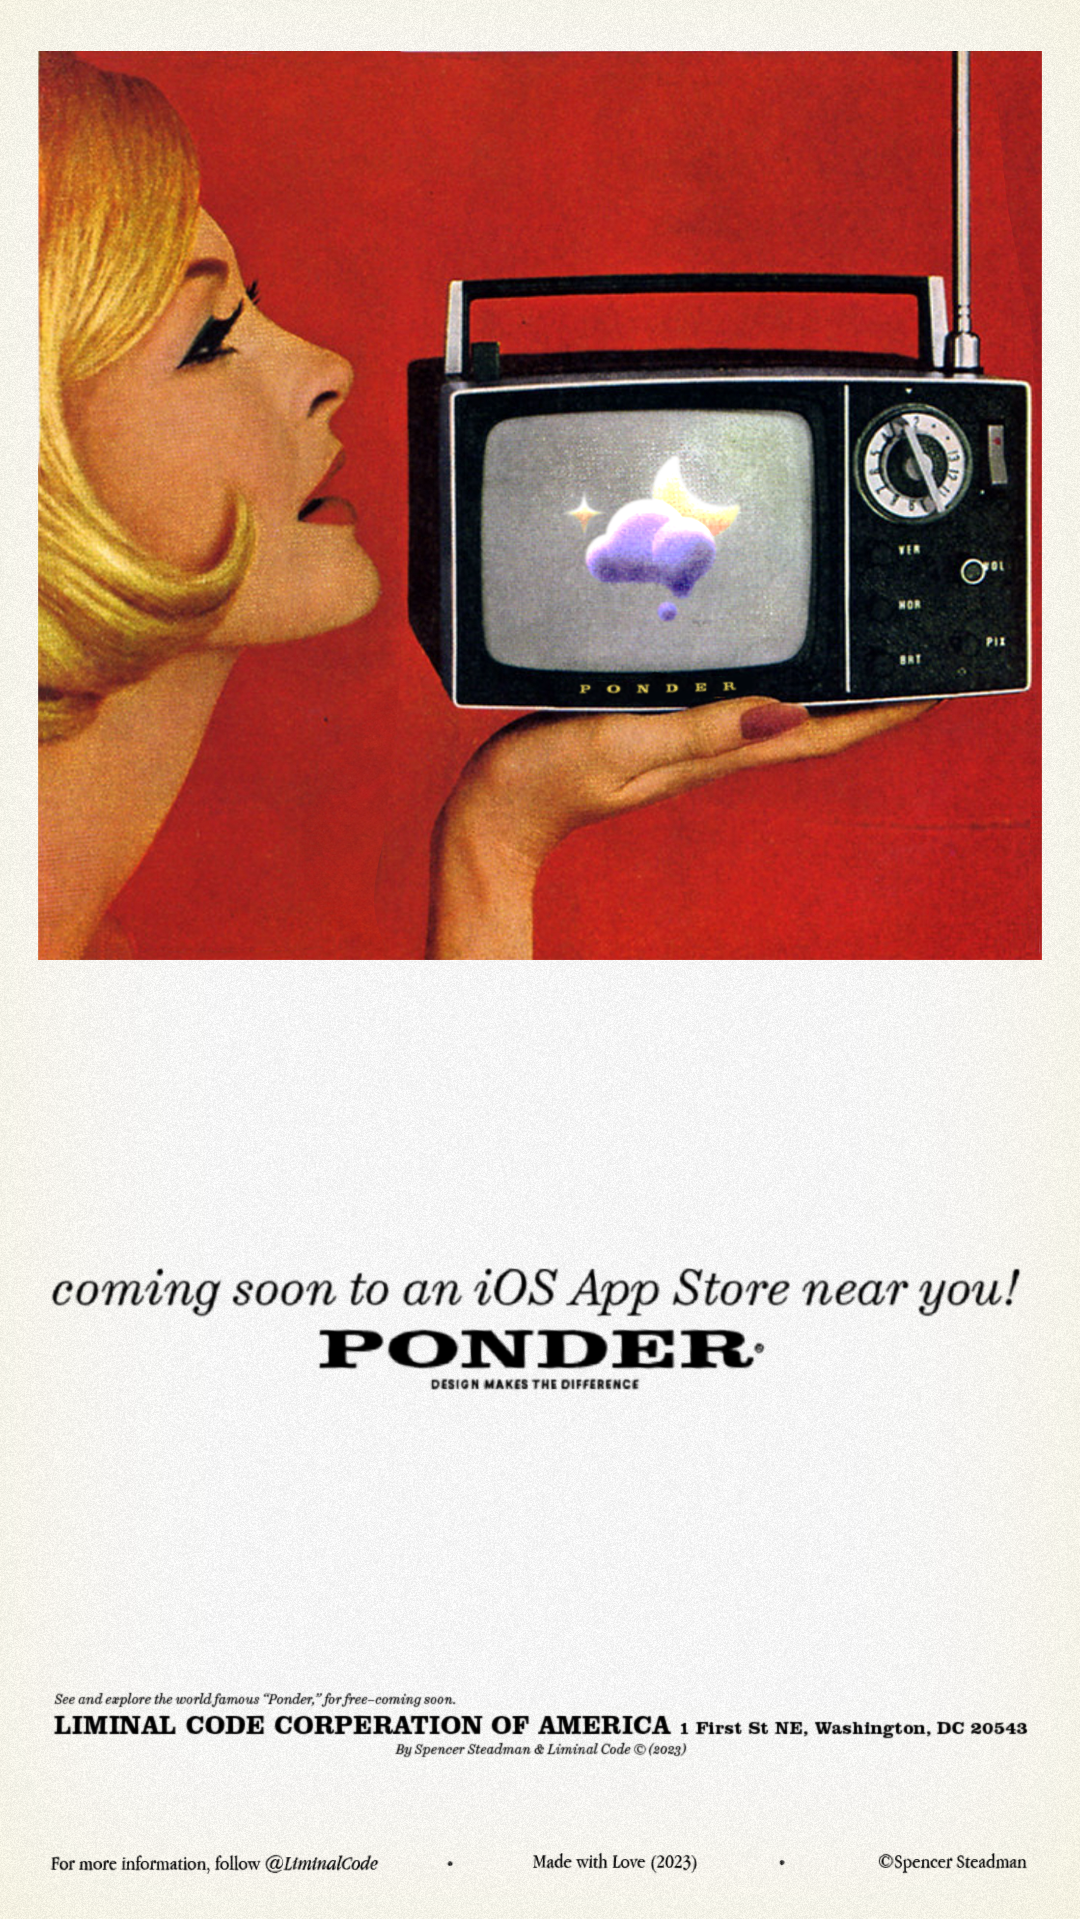 VER
VOL
HOR
PIX
BRT
PONDER
coming soon to an iOS App Store near you!
PONDER®
DESIGN MAKES THE DIFFERENCE
See and explore the world famous “Ponder,” for free–coming soon.
LIMINAL CODE CORPERATION OF AMERICA 1 First St NE, Washington, DC 20543
By Spencer Steadman & Liminal Code © (2023)
For more information, follow @LiminalCode • Made with Love (2023) • ©Spencer Steadman